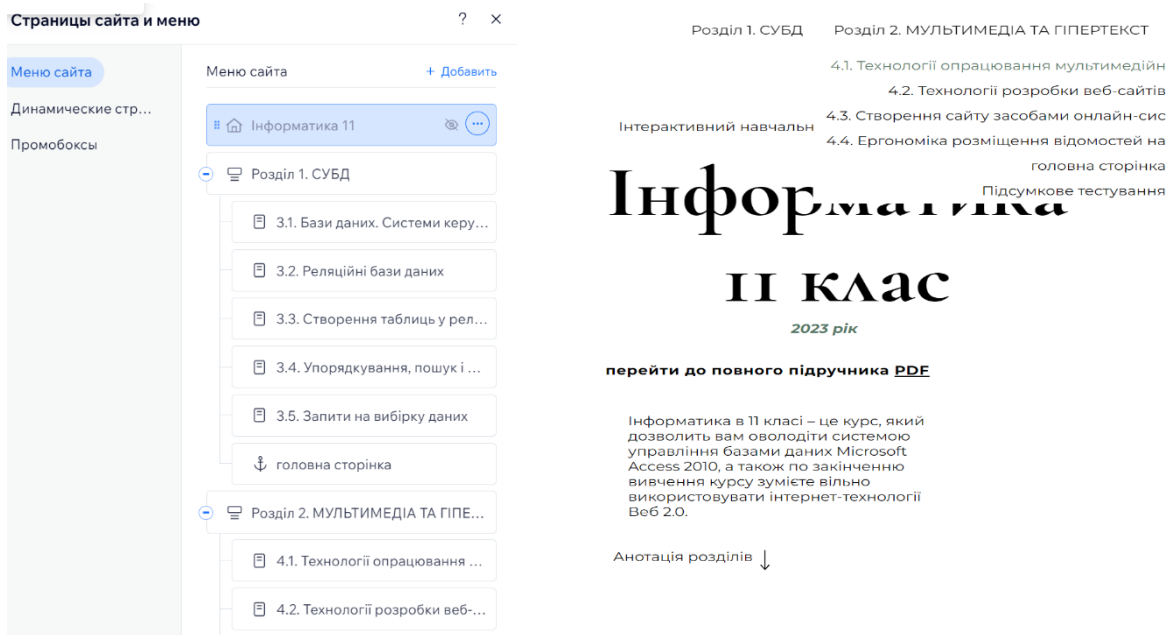 Страницы сайта и меню
?
×
Меню сайта
Динамические стр...
Промобоксы
Меню сайта
+ Добавить
Інформатика 11
Розділ 1. СУБД
3.1. Бази даних. Системи керу...
3.2. Реляційні бази даних
3.3. Створення таблиць у рел...
3.4. Упорядкування, пошук і ...
3.5. Запити на вибірку даних
головна сторінка
Розділ 2. МУЛЬТИМЕДІА ТА ГІПЕ...
4.1. Технології опрацювання ...
4.2. Технології розробки веб-...
Розділ 1. СУБД
Розділ 2. МУЛЬТИМЕДІА ТА ГІПЕРТЕКСТ
4.1. Технології опрацювання мультимедійн
4.2. Технології розробки веб-сайтів
4.3. Створення сайту засобами онлайн-сис
4.4. Ергономіка розміщення відомостей на
головна сторінка
Підсумкове тестування
Інтерактивний навчальн
Інформатика
11 клас
2023 рік
перейти до повного підручника PDF
Інформатика в 11 класі – це курс, який
дозволить вам оволодіти системою
управління базами даних Microsoft
Access 2010, а також по закінченню
вивчення курсу зумієте вільно
використовувати інтернет-технології
Веб 2.0.
Анотація розділів